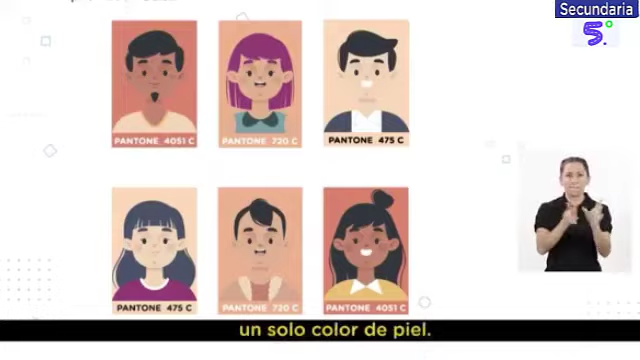 Secundaria
5.°
PANTONE 4051 C
PANTONE 720 C
PANTONE 475 C
PANTONE 475 C
PANTONE 720 C
PANTONE 4051 C
un solo color de piel.